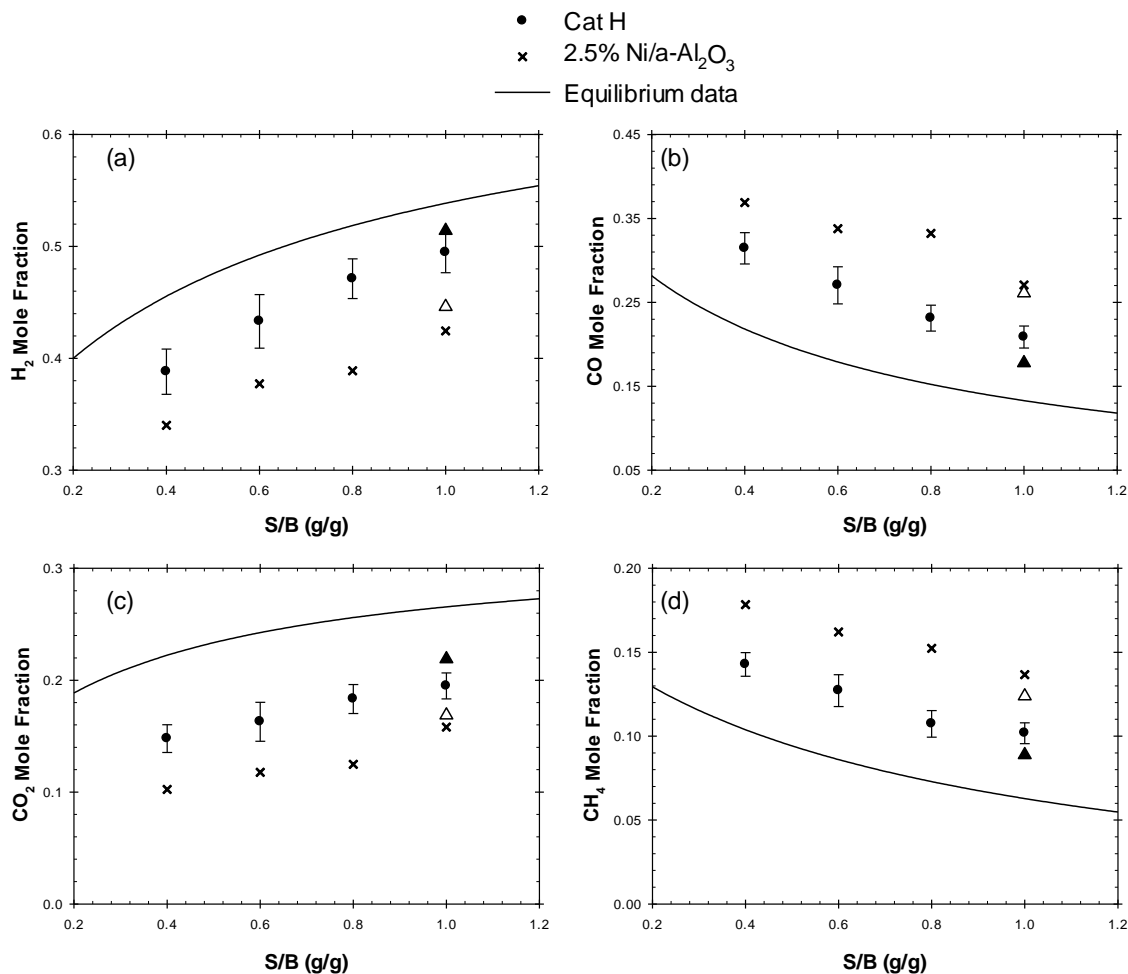 Cat H
2.5% Ni/a-Al2O3
Equilibrium data
(a)
H2 Mole Fraction
0.6
0.5
0.4
0.3
0.2 0.4 0.6 0.8 1.0 1.2
S/B (g/g)
(b)
CO Mole Fraction
0.45
0.35
0.25
0.15
0.05
0.2 0.4 0.6 0.8 1.0 1.2
S/B (g/g)
(c)
CO2 Mole Fraction
0.3
0.2
0.1
0.0
0.2 0.4 0.6 0.8 1.0 1.2
S/B (g/g)
(d)
CH4 Mole Fraction
0.20
0.15
0.10
0.05
0.00
0.2 0.4 0.6 0.8 1.0 1.2
S/B (g/g)